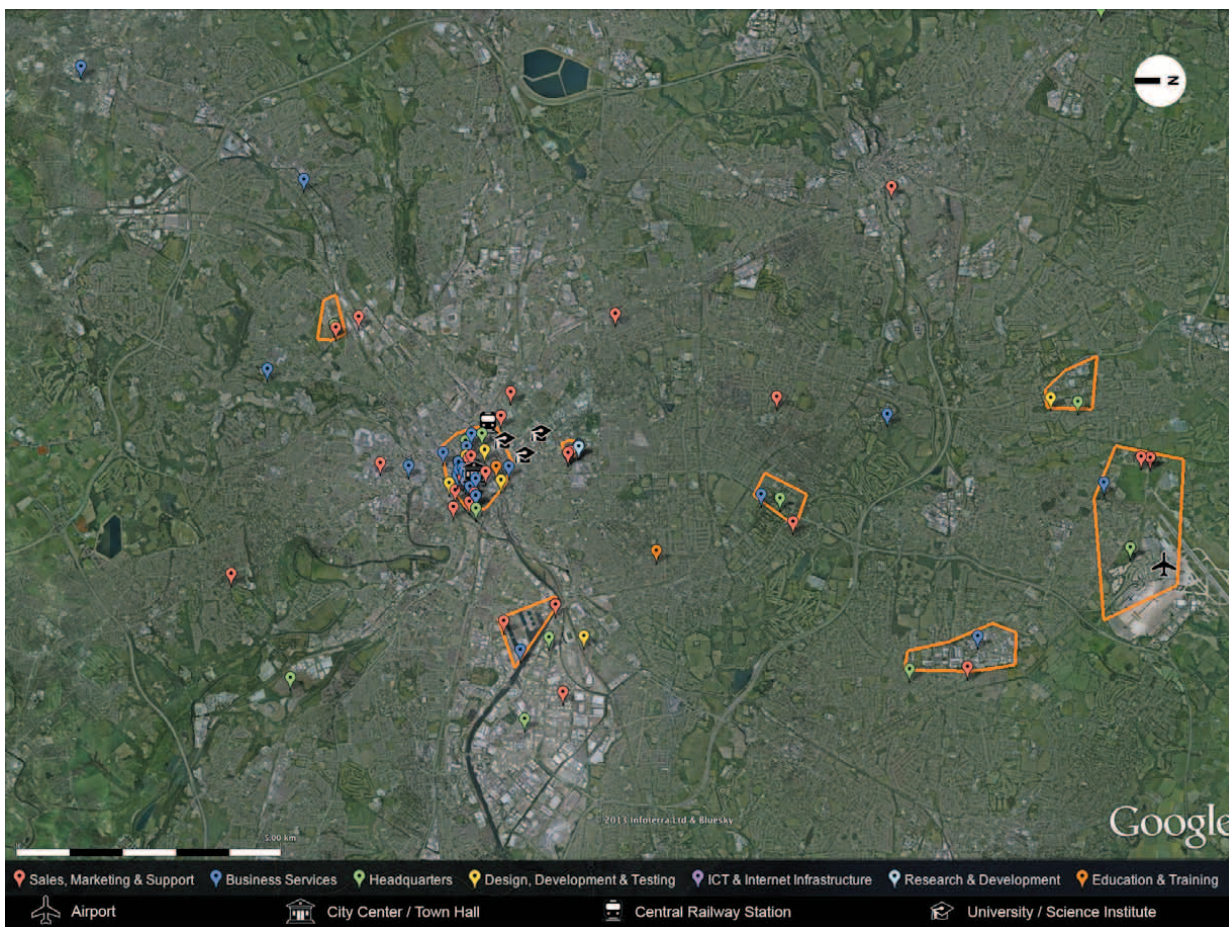 N
© 2013 Infoterra Ltd & Bluesky
Google
5.00 km
Sales, Marketing & Support Business Services Headquarters Design, Development & Testing ICT & Internet Infrastructure Research & Development Education & Training
Airport City Center / Town Hall Central Railway Station University / Science Institute